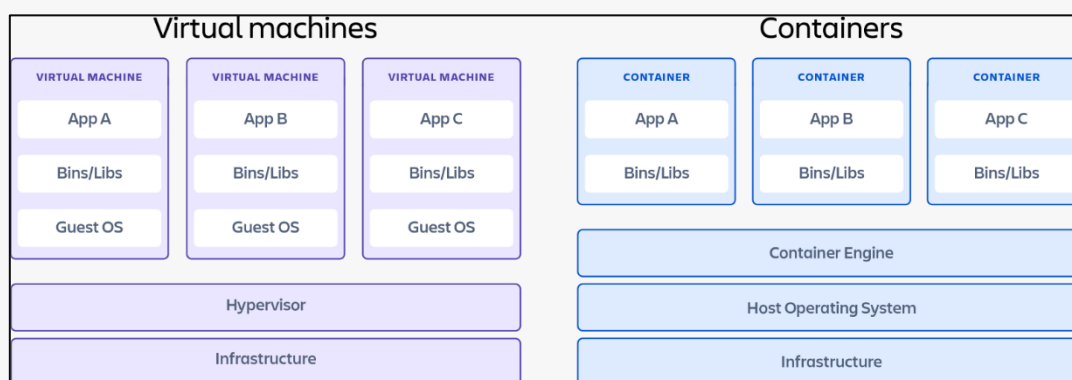 Virtual machines
VIRTUAL MACHINE VIRTUAL MACHINE VIRTUAL MACHINE
App A App B App C
Bins/Libs Bins/Libs Bins/Libs
Guest OS Guest OS Guest OS
Hypervisor
Infrastructure
Containers
CONTAINER CONTAINER CONTAINER
App A App B App C
Bins/Libs Bins/Libs Bins/Libs
Container Engine
Host Operating System
Infrastructure